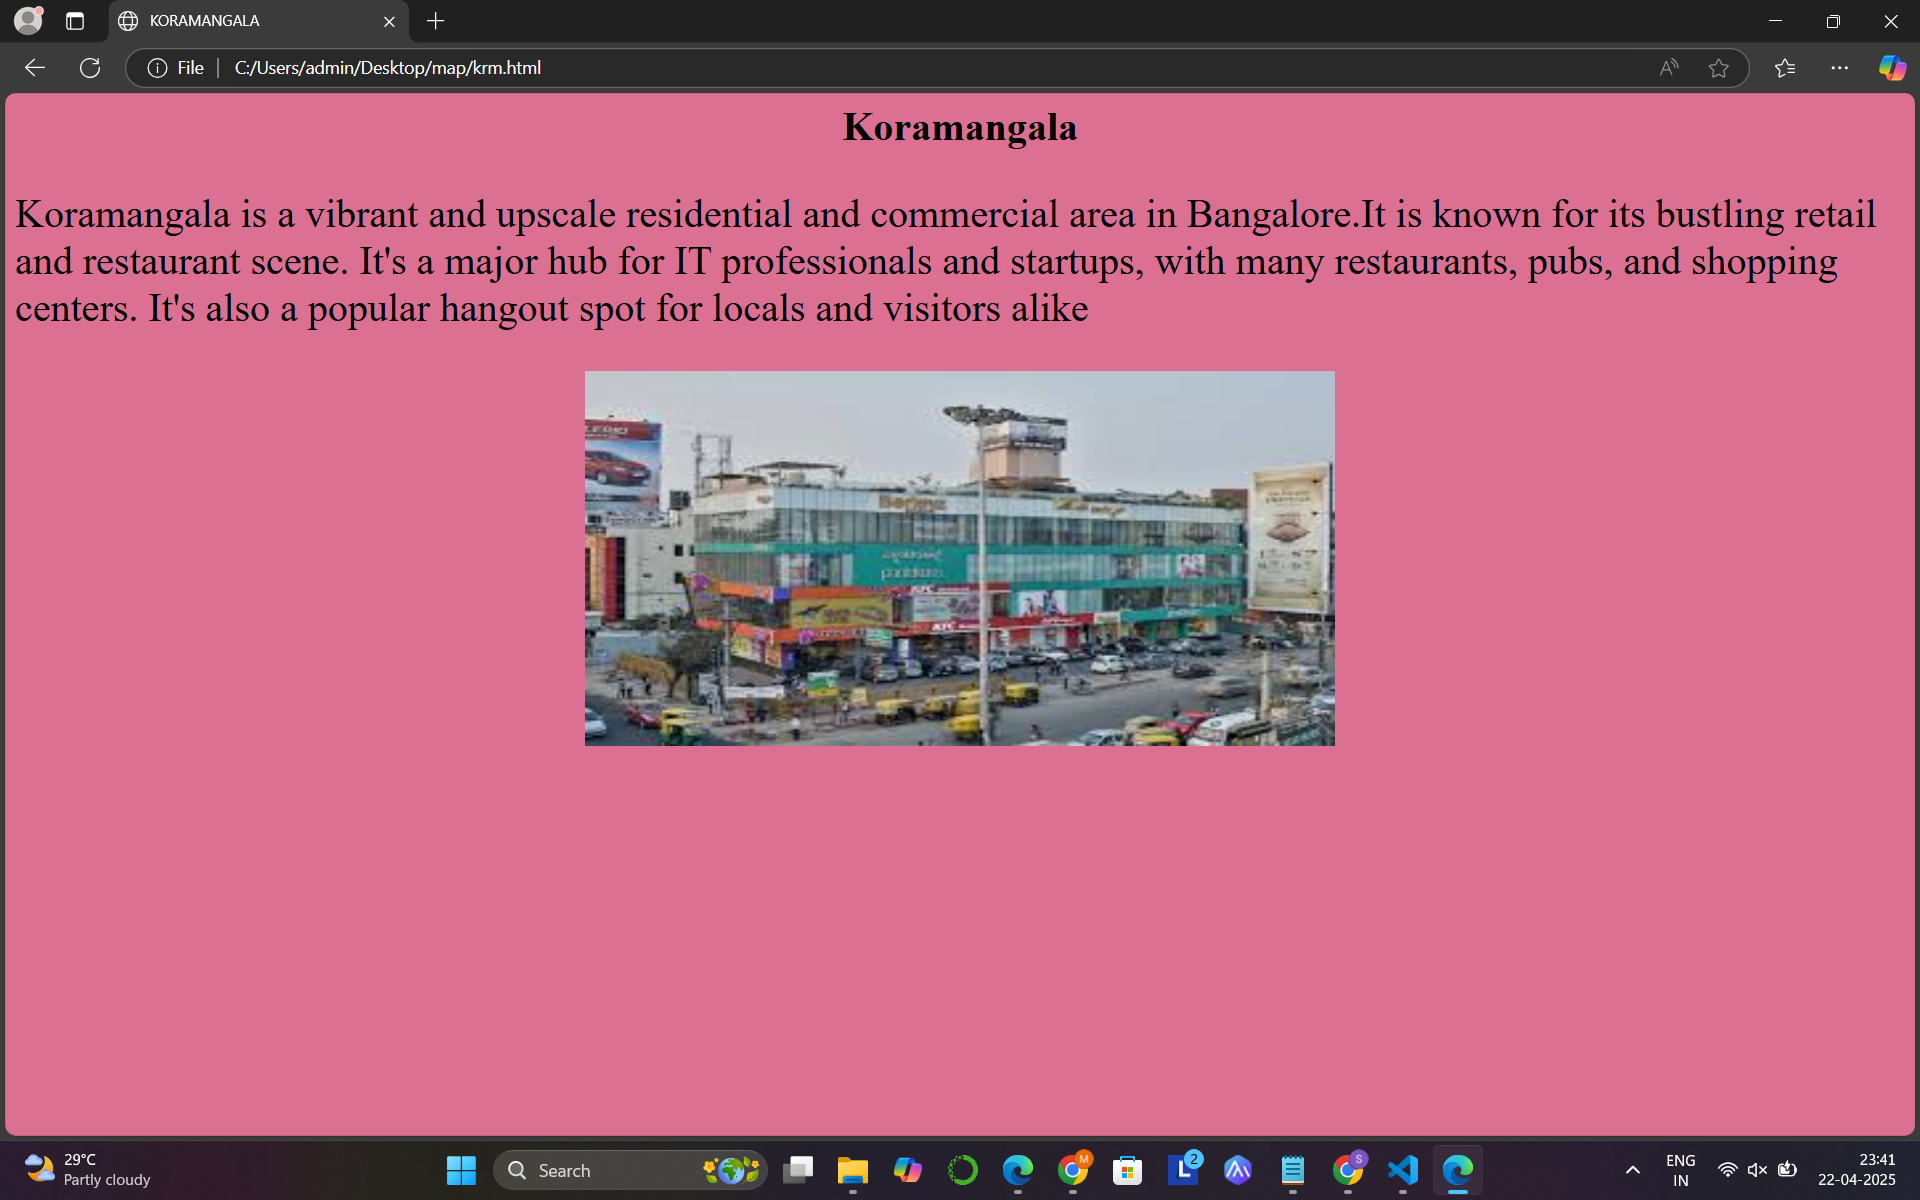 KORAMANGALA
File
C:/Users/admin/Desktop/map/krm.html
Koramangala
Koramangala is a vibrant and upscale residential and commercial area in Bangalore.It is known for its bustling retail
and restaurant scene. It's a major hub for IT professionals and startups, with many restaurants, pubs, and shopping
centers. It's also a popular hangout spot for locals and visitors alike
KFC
29°C
Partly cloudy
Search
M
L
2
S
ENG
IN
23:41
22-04-2025